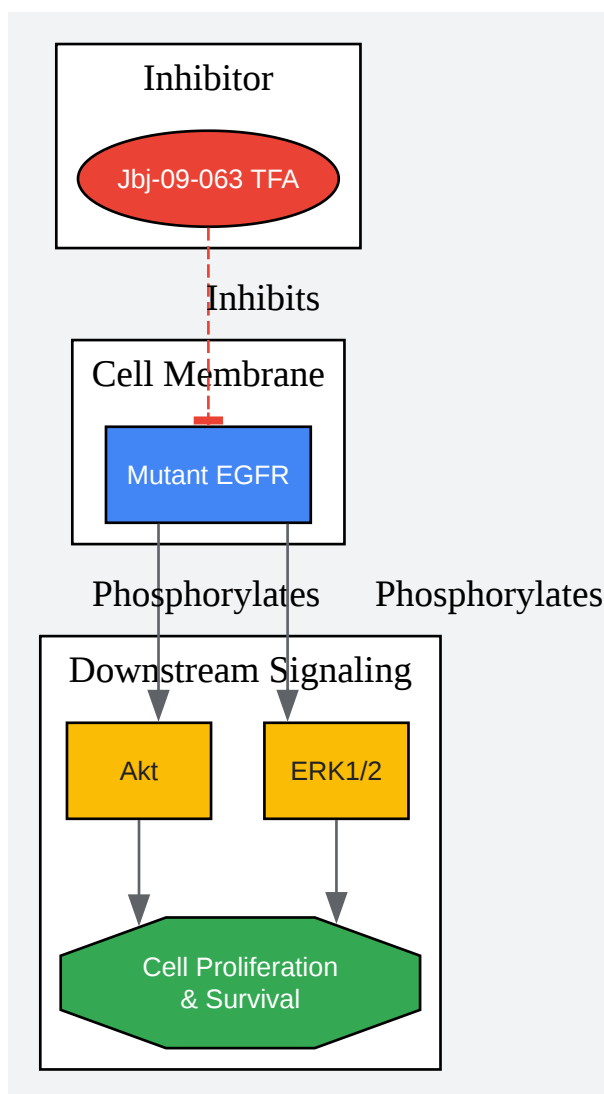 Inhibitor
Jbj-09-063 TFA
Inhibits
Cell Membrane
Mutant EGFR
Phosphorylates
Phosphorylates
Downstream Signaling
Akt
ERK1/2
Cell Proliferation
& Survival